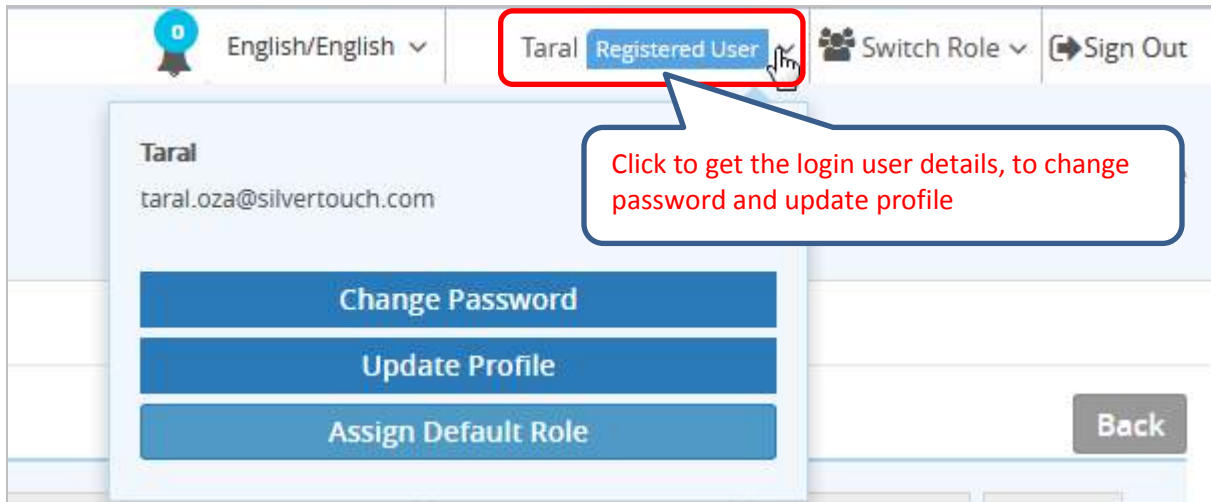 0
English/English
Taral Registered User
Switch Role
Sign Out
Taral
taral.oza@silvertouch.com
Click to get the login user details, to change
password and update profile
Change Password
Update Profile
Assign Default Role
Back